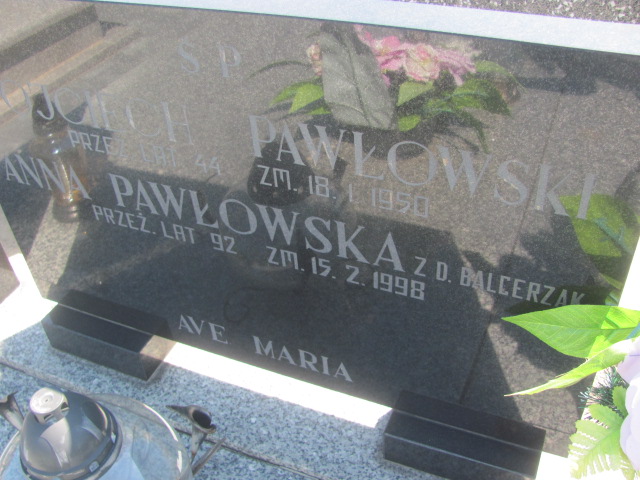 Ś P
WOJCIECH PAWŁOWSKI
PRZEŻ. LAT 44 ZM. 18. 1. 1950
ANNA PAWŁOWSKA Z D. BALCERZAK
PRZEŻ. LAT 92 ZM. 15. 2. 1998
AVE MARIA